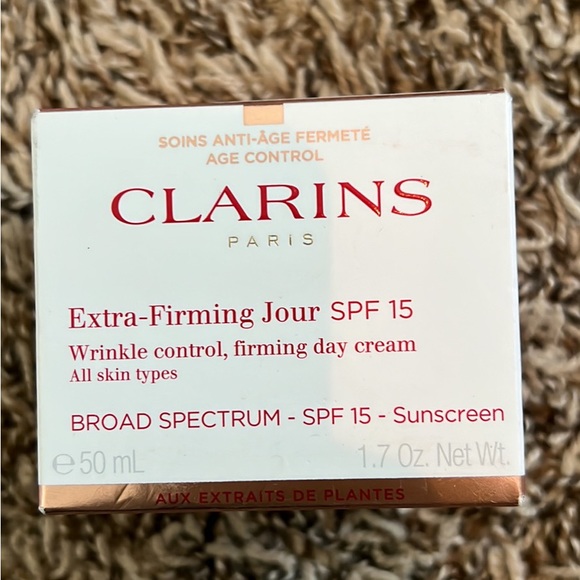 SOINS ANTI-ÂGE FERMETÉ
AGE CONTROL
CLARINS
PARIS
Extra-Firming Jour SPF 15
Wrinkle control, firming day cream
All skin types
BROAD SPECTRUM - SPF 15 - Sunscreen
℮50 mL 1.7 Oz. Net Wt.
AUX EXTRAITS DE PLANTES